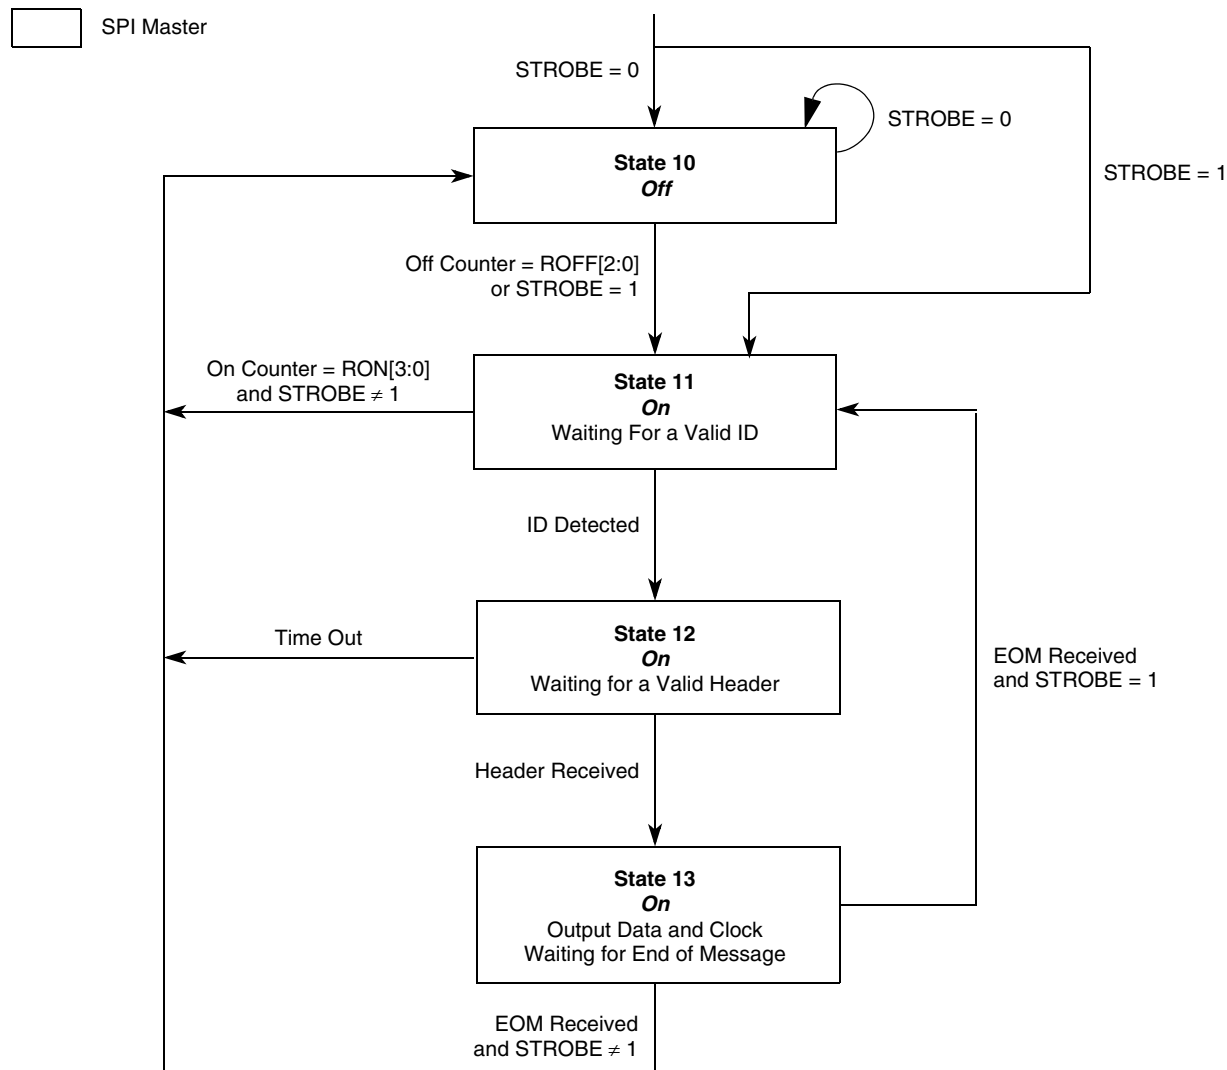 SPI Master
STROBE = 0
STROBE = 0
STROBE = 1
State 10
Off
Off Counter = ROFF[2:0]
or STROBE = 1
On Counter = RON[3:0]
and STROBE ≠ 1
State 11
On
Waiting For a Valid ID
ID Detected
Time Out
State 12
On
Waiting for a Valid Header
EOM Received
and STROBE = 1
Header Received
State 13
On
Output Data and Clock
Waiting for End of Message
EOM Received
and STROBE ≠ 1